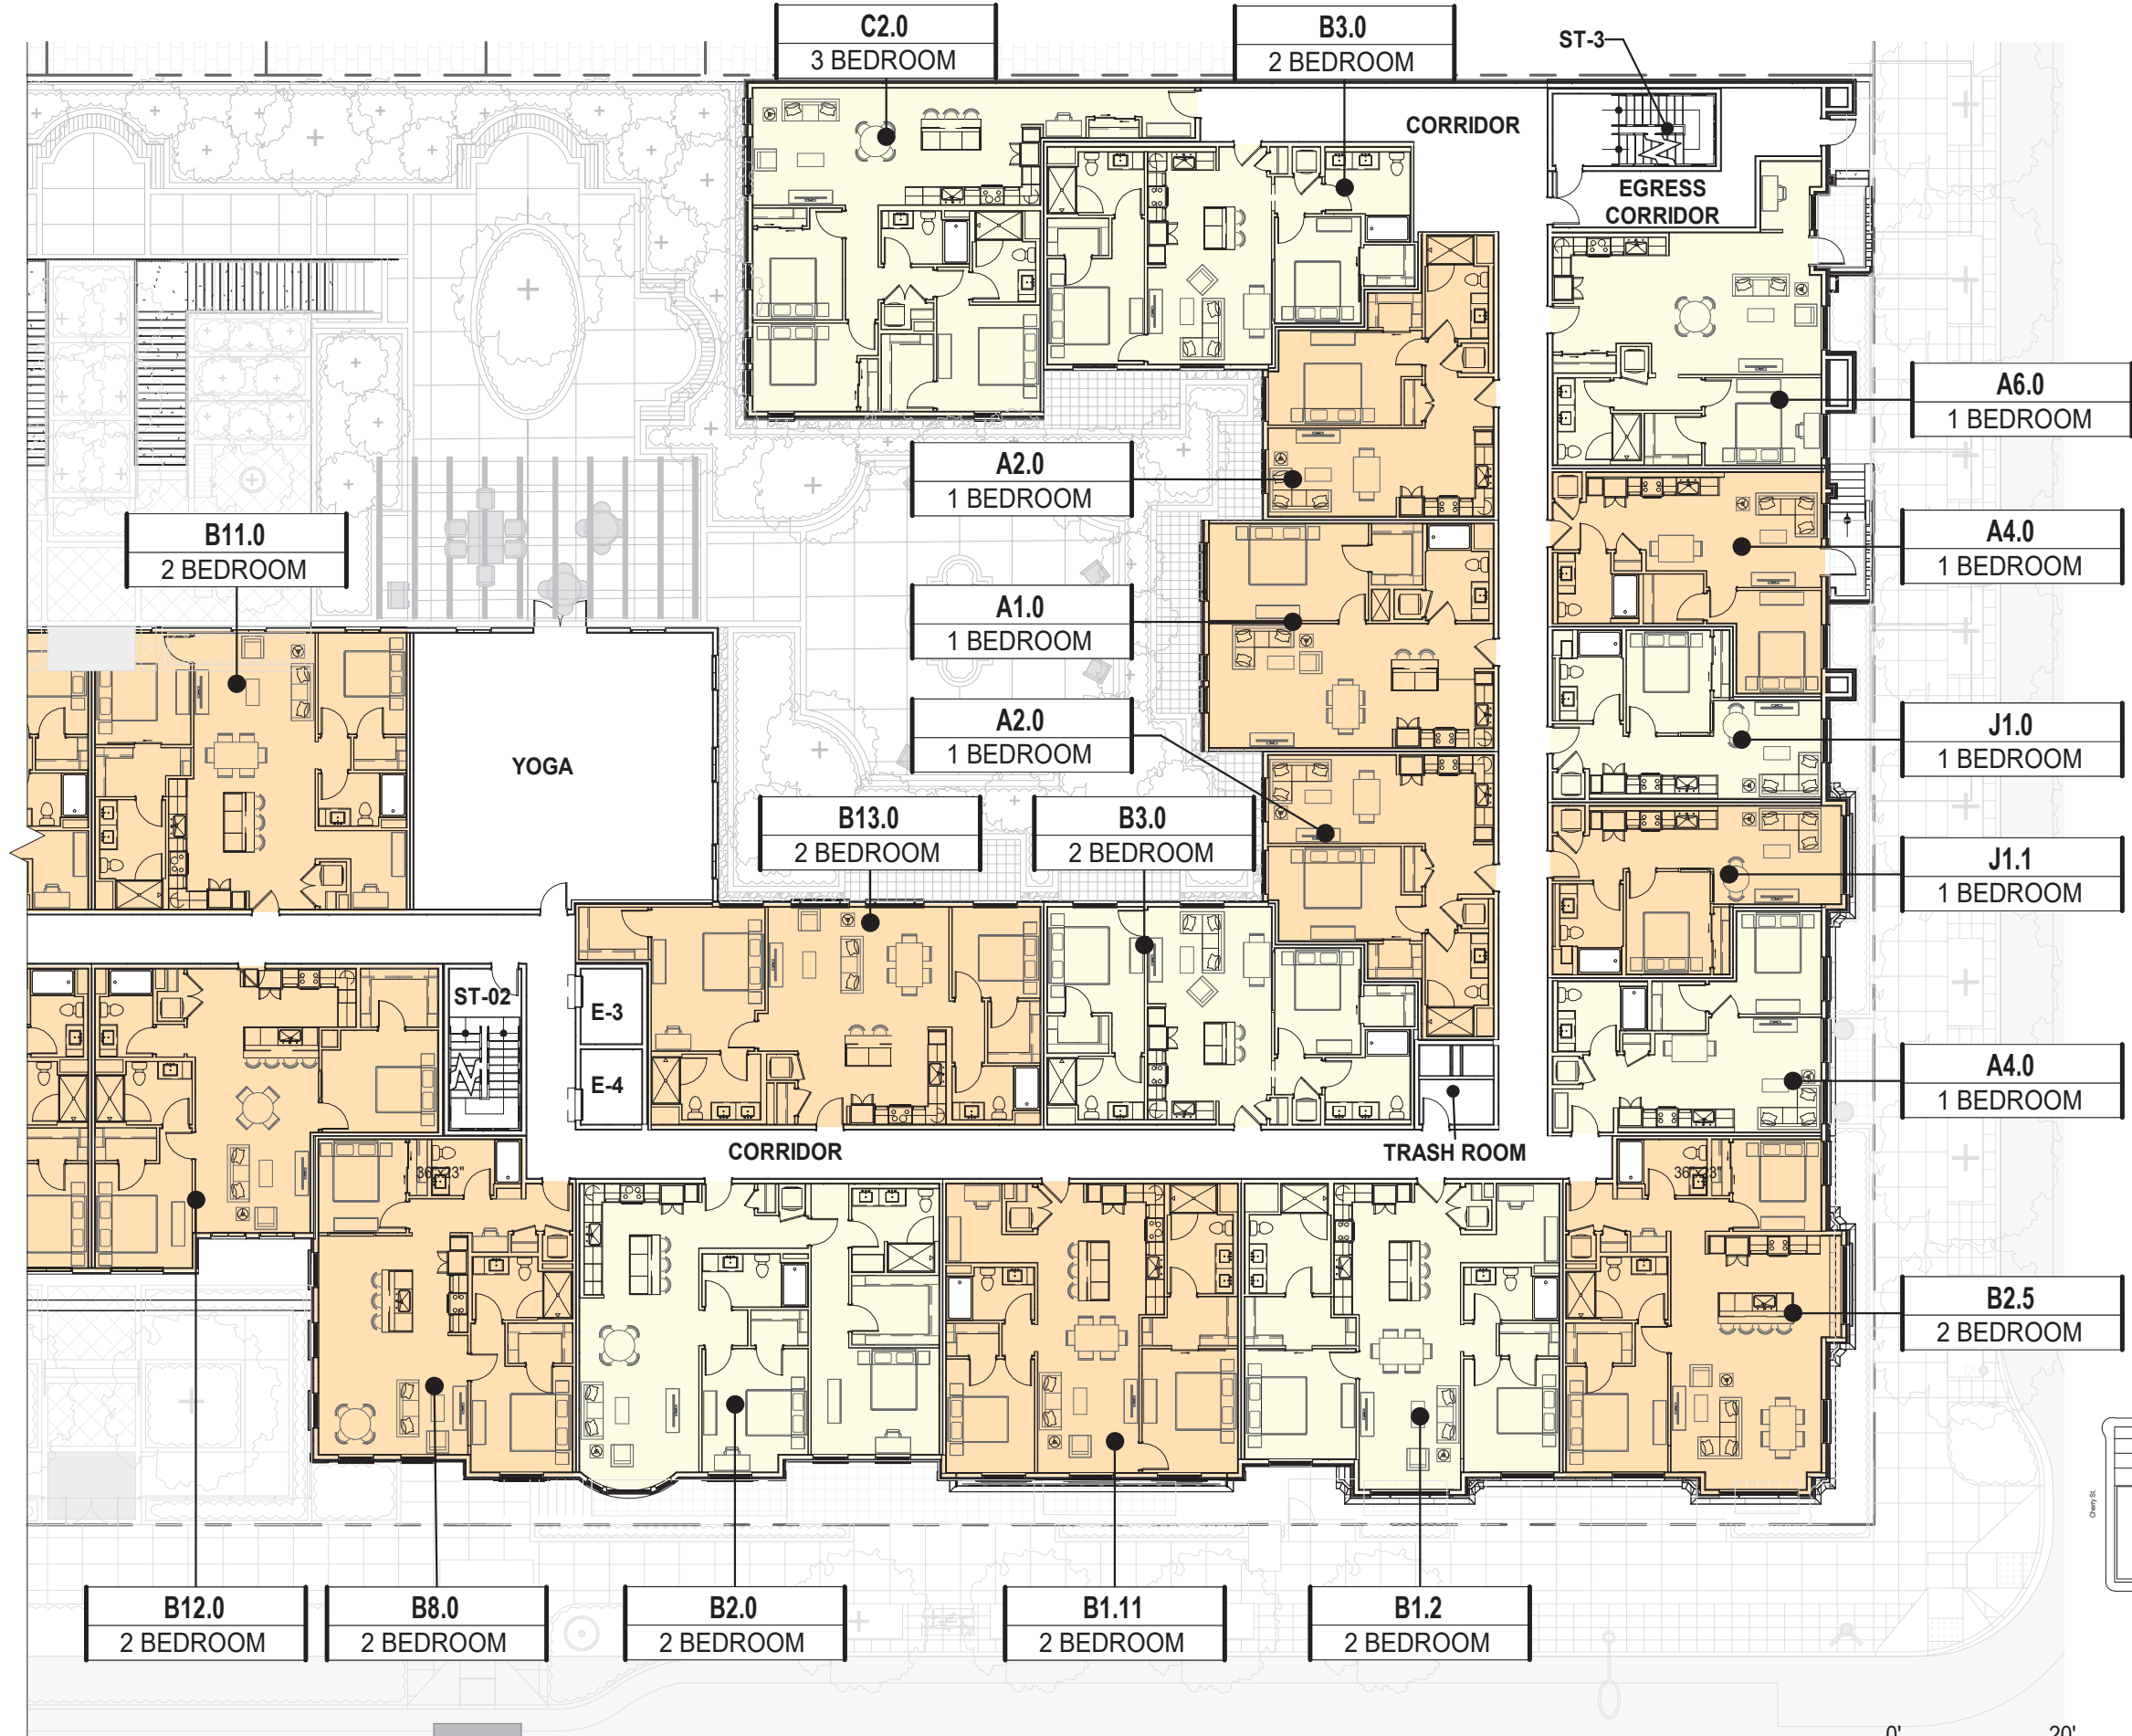 C2.0
3 BEDROOM
B3.0
2 BEDROOM
ST-3
CORRIDOR
EGRESS
CORRIDOR
A6.0
1 BEDROOM
A2.0
1 BEDROOM
B11.0
2 BEDROOM
A4.0
1 BEDROOM
A1.0
1 BEDROOM
A2.0
1 BEDROOM
J1.0
1 BEDROOM
YOGA
B13.0
2 BEDROOM
B3.0
2 BEDROOM
J1.1
1 BEDROOM
ST-02
E-3
E-4
A4.0
1 BEDROOM
CORRIDOR
TRASH ROOM
36"x23"
36"x23"
B2.5
2 BEDROOM
Cherry St.
B12.0
2 BEDROOM
B8.0
2 BEDROOM
B2.0
2 BEDROOM
B1.11
2 BEDROOM
B1.2
2 BEDROOM
0'
20'